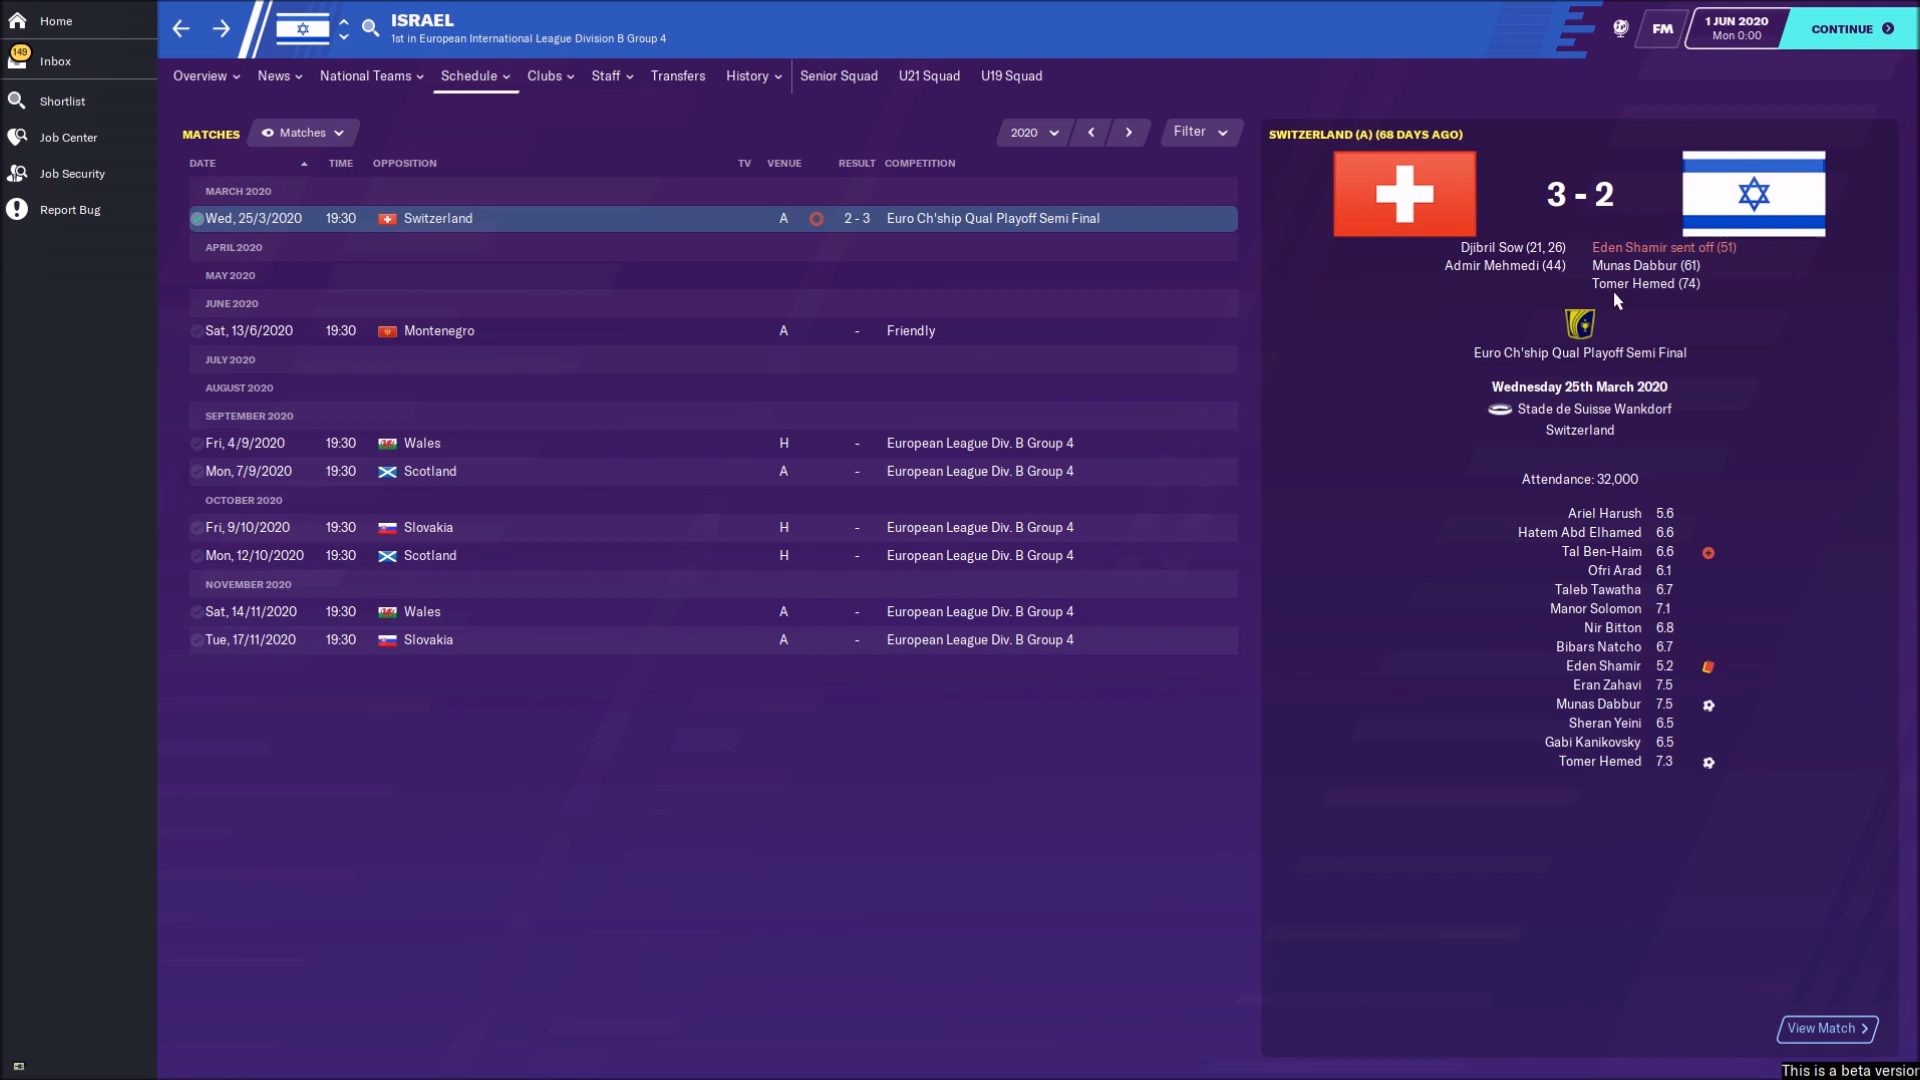 Home
149
Inbox
Shortlist
Job Center
Job Security
Report Bug
ISRAEL
1st in European International League Division B Group 4
FM
1 JUN 2020
Mon 0:00
CONTINUE
Overview News National Teams Schedule Clubs Staff Transfers History Senior Squad U21 Squad U19 Squad
MATCHES Matches 2020 Filter
DATE TIME OPPOSITION TV VENUE RESULT COMPETITION
MARCH 2020
Wed, 25/3/2020 19:30 Switzerland A 2 - 3 Euro Ch'ship Qual Playoff Semi Final
APRIL 2020
MAY 2020
JUNE 2020
Sat, 13/6/2020 19:30 Montenegro A - Friendly
JULY 2020
AUGUST 2020
SEPTEMBER 2020
Fri, 4/9/2020 19:30 Wales H - European League Div. B Group 4
Mon, 7/9/2020 19:30 Scotland A - European League Div. B Group 4
OCTOBER 2020
Fri, 9/10/2020 19:30 Slovakia H - European League Div. B Group 4
Mon, 12/10/2020 19:30 Scotland H - European League Div. B Group 4
NOVEMBER 2020
Sat, 14/11/2020 19:30 Wales A - European League Div. B Group 4
Tue, 17/11/2020 19:30 Slovakia A - European League Div. B Group 4
SWITZERLAND (A) (68 DAYS AGO)
3 - 2
Djibril Sow (21, 26) Eden Shamir sent off (51)
Admir Mehmedi (44) Munas Dabbur (61)
Tomer Hemed (74)
Euro Ch'ship Qual Playoff Semi Final
Wednesday 25th March 2020
Stade de Suisse Wankdorf
Switzerland
Attendance: 32,000
Ariel Harush 5.6
Hatem Abd Elhamed 6.6
Tal Ben-Haim 6.6
Ofri Arad 6.1
Taleb Tawatha 6.7
Manor Solomon 7.1
Nir Bitton 6.8
Bibars Natcho 6.7
Eden Shamir 5.2
Eran Zahavi 7.5
Munas Dabbur 7.5
Sheran Yeini 6.5
Gabi Kanikovsky 6.5
Tomer Hemed 7.3
View Match
This is a beta version